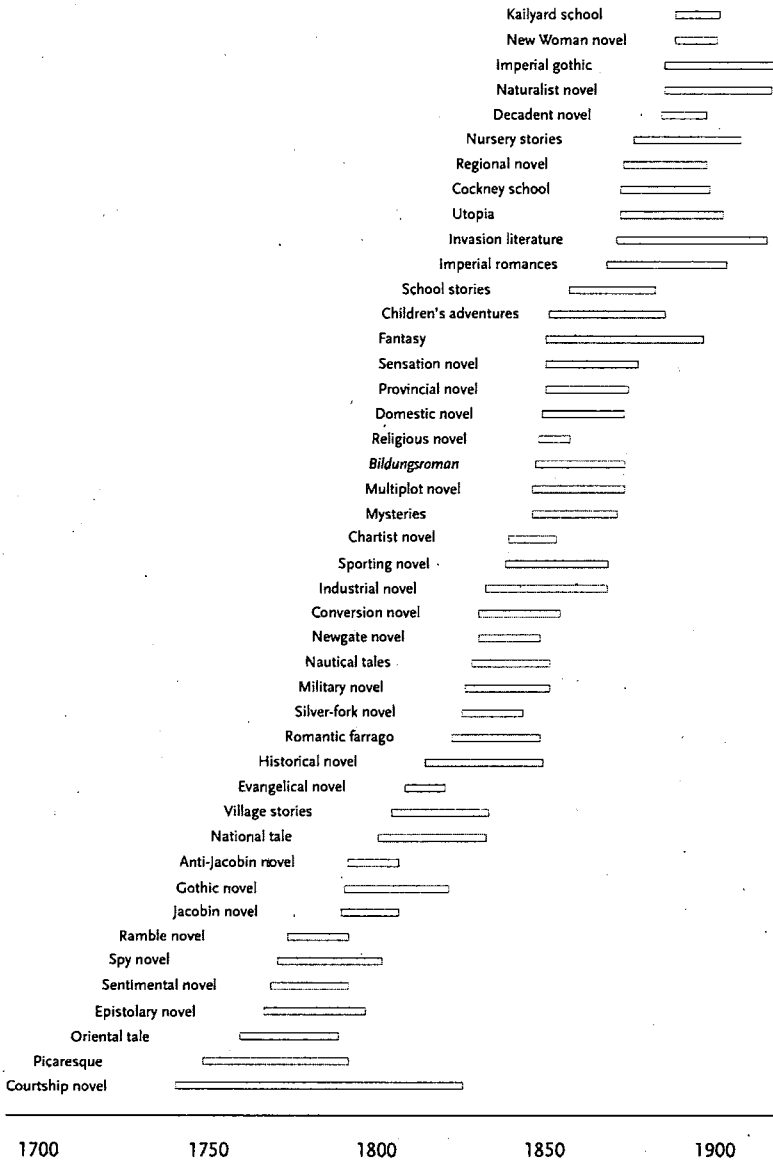 Kailyard school
New Woman novel
Imperial gothic
Naturalist novel
Decadent novel
Nursery stories
Regional novel
Cockney school
Utopia
Invasion literature
Imperial romances
School stories
Children's adventures
Fantasy
Sensation novel
Provincial novel
Domestic novel
Religious novel
Bildungsroman
Multiplot novel
Mysteries
Chartist novel
Sporting novel
Industrial novel
Conversion novel
Newgate novel
Nautical tales
Military novel
Silver-fork novel
Romantic farrago
Historical novel
Evangelical novel
Village stories
National tale
Anti-Jacobin novel
Gothic novel
Jacobin novel
Ramble novel
Spy novel
Sentimental novel
Epistolary novel
Oriental tale
Picaresque
Courtship novel
1700 1750 1800 1850 1900